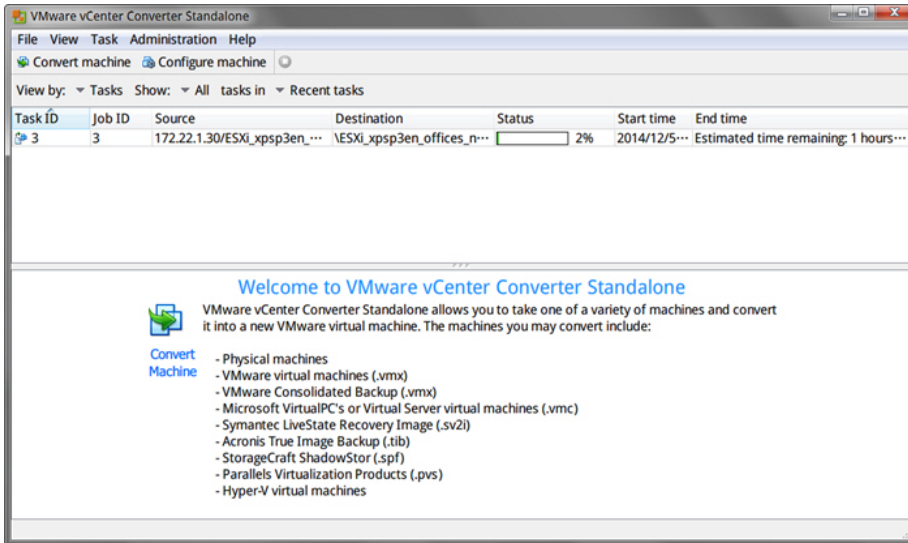 VMware vCenter Converter Standalone
File View Task Administration Help
Convert machine Configure machine
View by: Tasks Show: All tasks in Recent tasks
Task ID Job ID Source Destination Status Start time End time
3 3 172.22.1.30/ESXi_xpsp3en_··· \ESXi_xpsp3en_offices_n··· 2% 2014/12/5··· Estimated time remaining: 1 hours···
Welcome to VMware vCenter Converter Standalone
VMware vCenter Converter Standalone allows you to take one of a variety of machines and convert
it into a new VMware virtual machine. The machines you may convert include:
Convert
Machine
- Physical machines
- VMware virtual machines (.vmx)
- VMware Consolidated Backup (.vmx)
- Microsoft VirtualPC's or Virtual Server virtual machines (.vmc)
- Symantec LiveState Recovery Image (.sv2i)
- Acronis True Image Backup (.tib)
- StorageCraft ShadowStor (.spf)
- Parallels Virtualization Products (.pvs)
- Hyper-V virtual machines